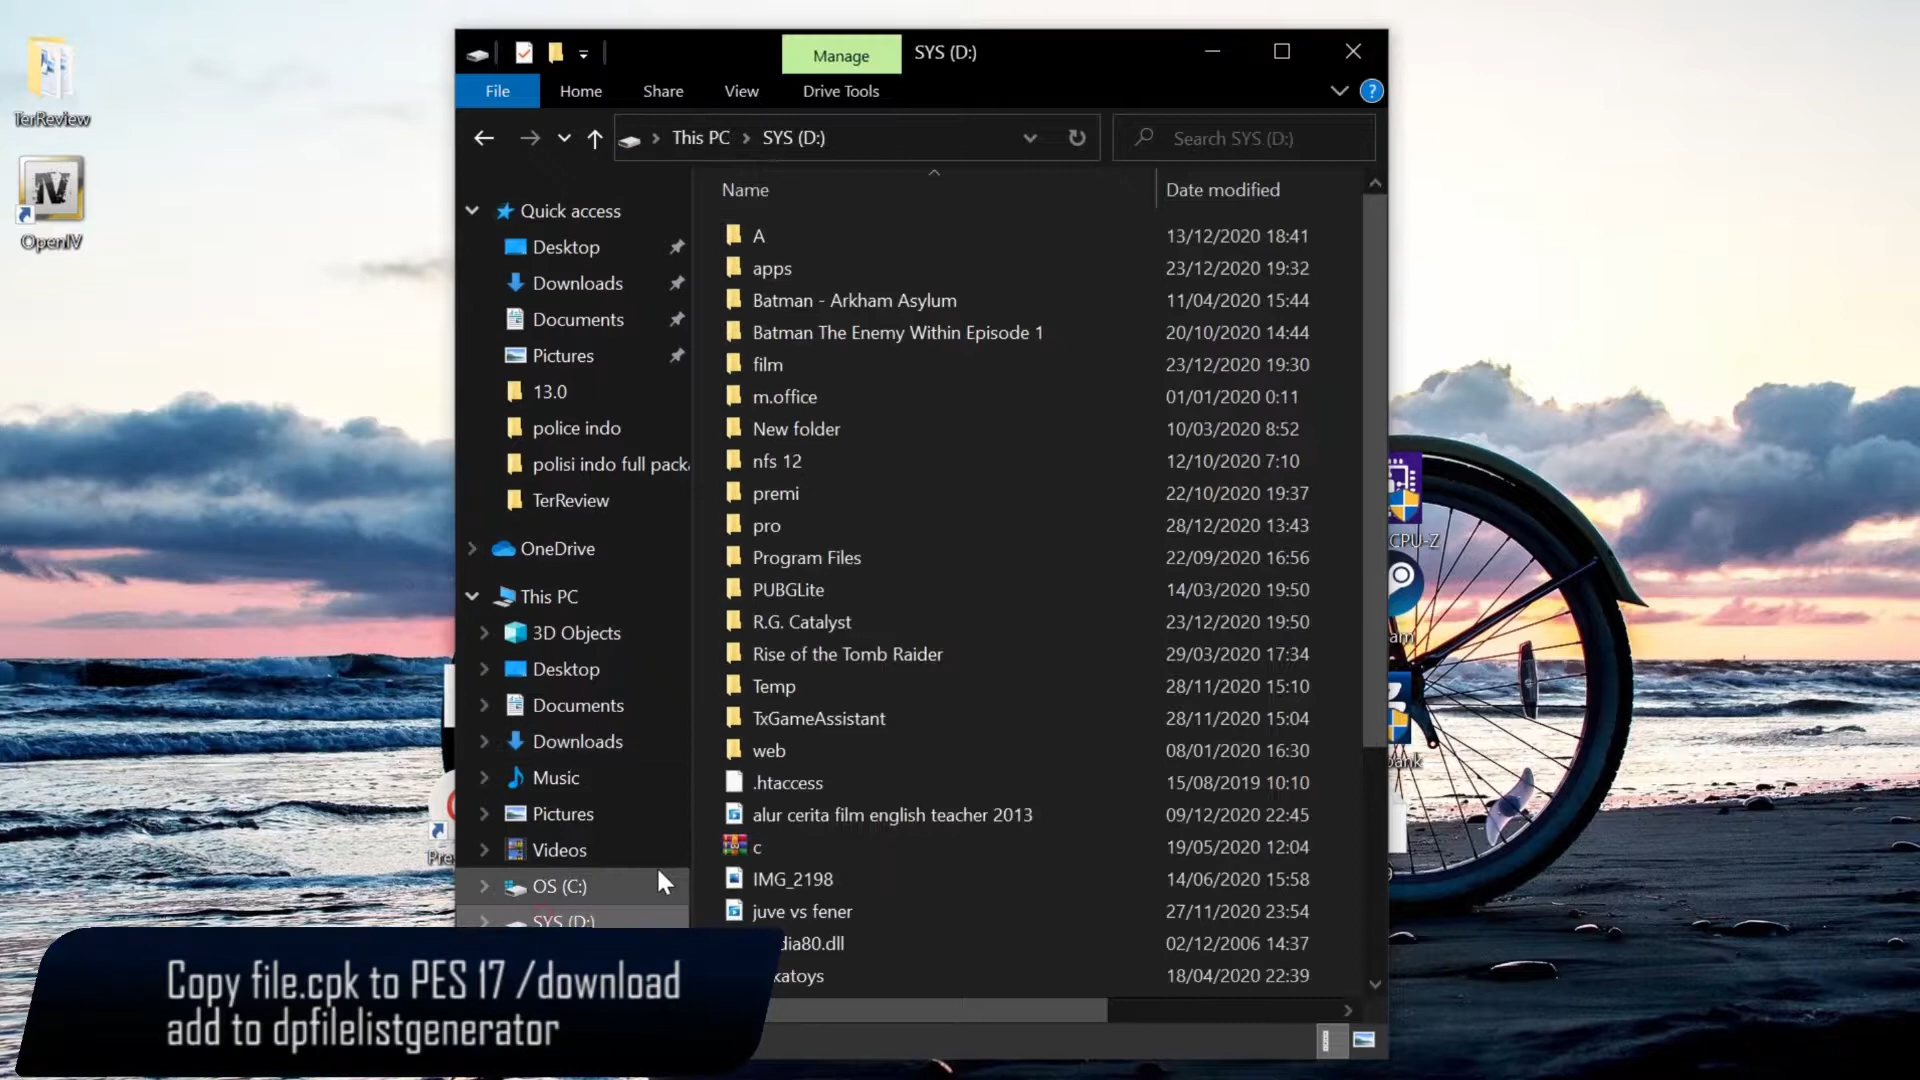 TerReview
OpenIV
Manage
SYS (D:)
File
Home
Share
View
Drive Tools
?
This PC
SYS (D:)
Search SYS (D:)
Name
Date modified
Quick access
Desktop
Downloads
Documents
Pictures
13.0
police indo
polisi indo full pack
TerReview
OneDrive
This PC
3D Objects
Desktop
Documents
Downloads
Music
Pictures
Videos
OS (C:)
SYS (D:)
A 13/12/2020 18:41
apps 23/12/2020 19:32
Batman - Arkham Asylum 11/04/2020 15:44
Batman The Enemy Within Episode 1 20/10/2020 14:44
film 23/12/2020 19:30
m.office 01/01/2020 0:11
New folder 10/03/2020 8:52
nfs 12 12/10/2020 7:10
premi 22/10/2020 19:37
pro 28/12/2020 13:43
Program Files 22/09/2020 16:56
PUBGLite 14/03/2020 19:50
R.G. Catalyst 23/12/2020 19:50
Rise of the Tomb Raider 29/03/2020 17:34
Temp 28/11/2020 15:10
TxGameAssistant 28/11/2020 15:04
web 08/01/2020 16:30
.htaccess 15/08/2019 10:10
alur cerita film english teacher 2013 09/12/2020 22:45
c 19/05/2020 12:04
IMG_2198 14/06/2020 15:58
juve vs fener 27/11/2020 23:54
dia80.dll 02/12/2006 14:37
katoys 18/04/2020 22:39
CPU-Z
am
bank
Pre
Copy file.cpk to PES 17 /download
add to dpfilelistgenerator